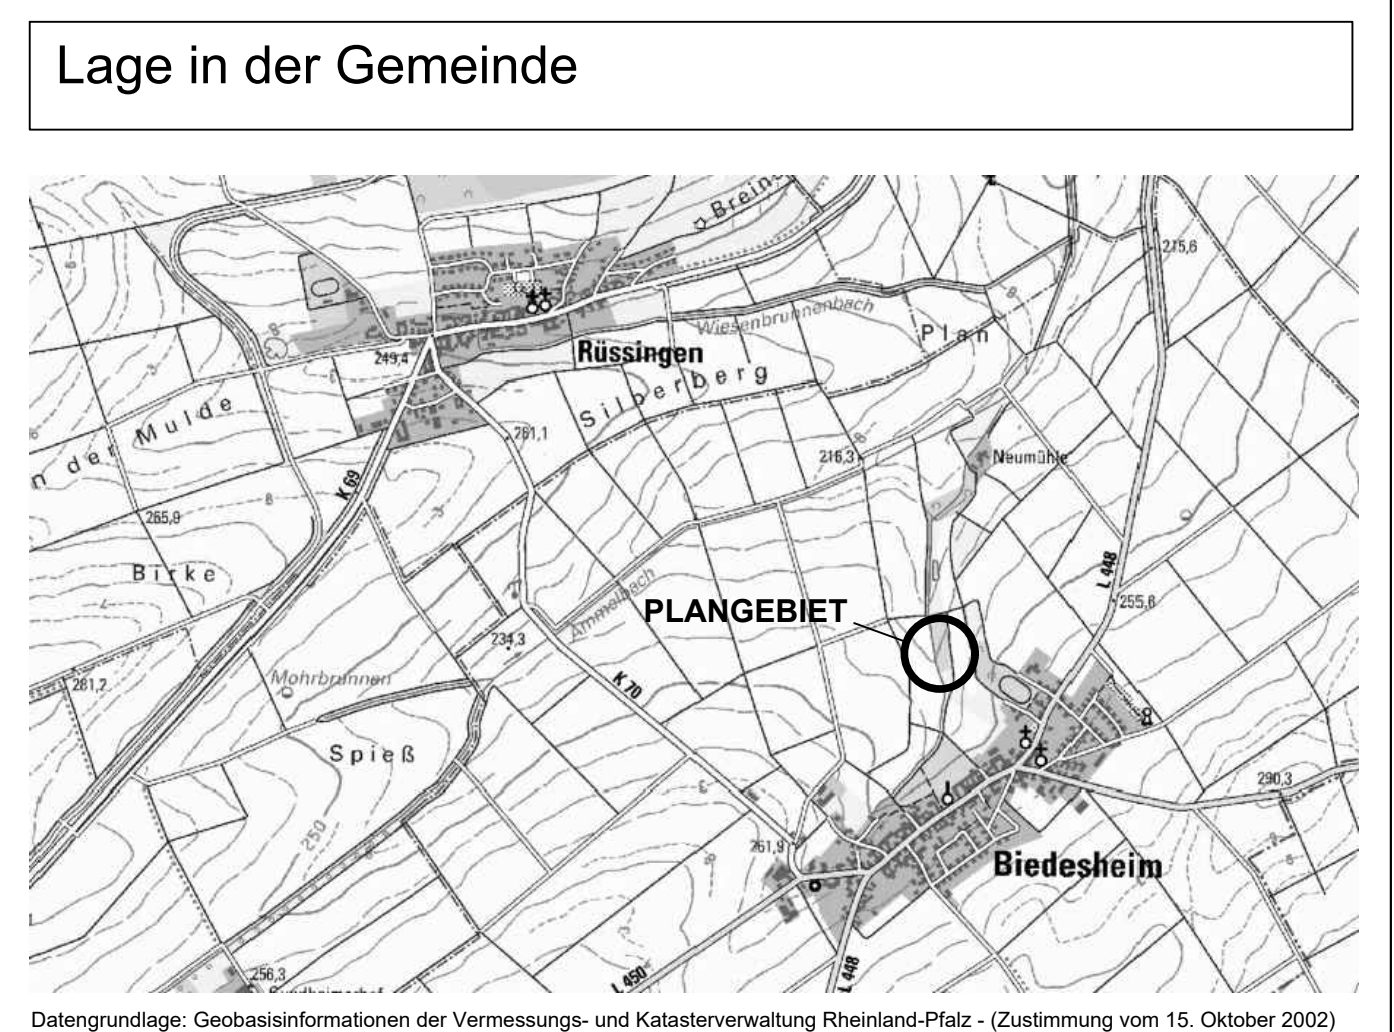 Lage in der Gemeinde
Breins
215,6
8
Wiesenbrunnenbach
Plan
249,4
Rüssingen
Silberberg
Mulde
n der
261,1
216,3
Neumühle
K 69
265,9
Birke
L 448
255,6
Ammelbach
PLANGEBIET
234,3
Mohrbrunnen
K 70
281,2
Spieß
290,3
250
261,9
Biedesheim
256,3
L 450
L 448
Datengrundlage: Geobasisinformationen der Vermessungs- und Katasterverwaltung Rheinland-Pfalz - (Zustimmung vom 15. Oktober 2002)